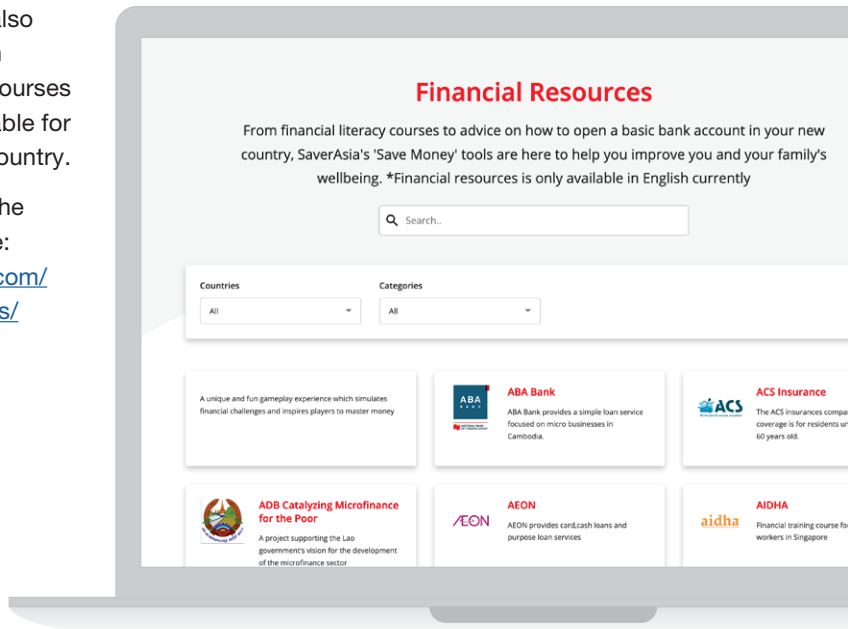 also
ourses
able for
ountry.
he
e:
com/
s/
Financial Resources
From financial literacy courses to advice on how to open a basic bank account in your new
country, SaverAsia's 'Save Money' tools are here to help you improve you and your family's
wellbeing. *Financial resources is only available in English currently
Search..
Countries
Categories
All
All
A unique and fun gameplay experience which simulates
financial challenges and inspires players to master money
ABA
BANK
ABA Bank
ABA Bank provides a simple loan service
focused on micro businesses in
Cambodia.
ACS
ACS Insurance
The ACS insurances compa
coverage is for residents un
60 years old.
ADB Catalyzing Microfinance
for the Poor
A project supporting the Lao
government's vision for the development
of the microfinance sector
AEON
AEON
AEON provides card,cash loans and
purpose loan services
aidha
AIDHA
Financial training course for
workers in Singapore